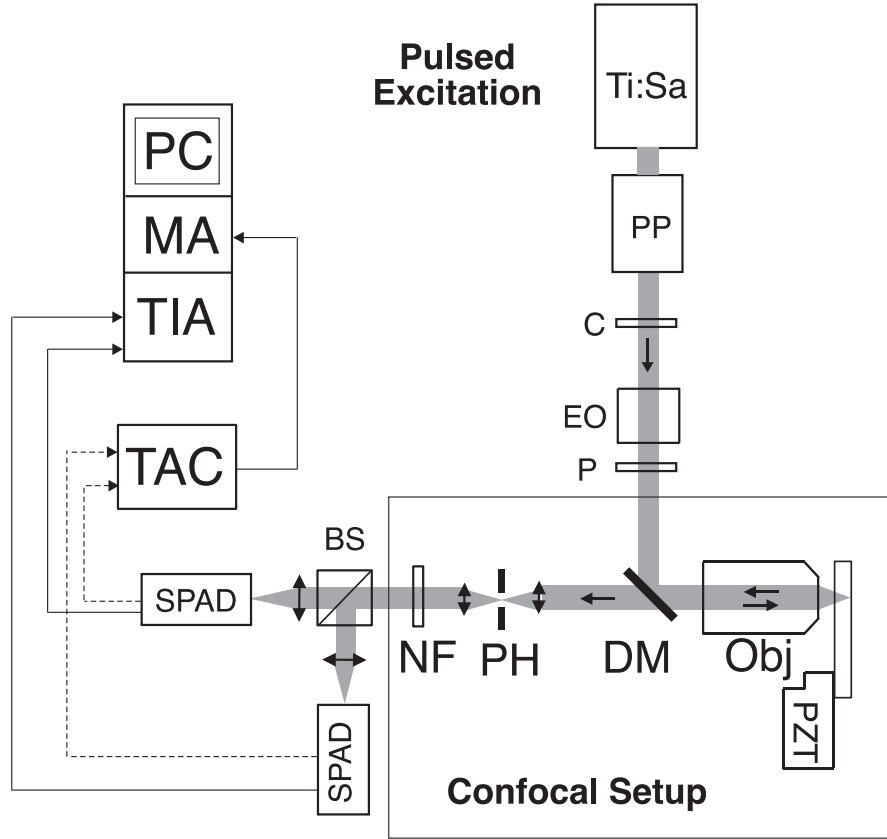 Pulsed
Excitation
Ti:Sa
PC
PP
MA
TIA
C
EO
TAC
P
BS
SPAD
NF
PH
DM
Obj
PZT
SPAD
Confocal Setup